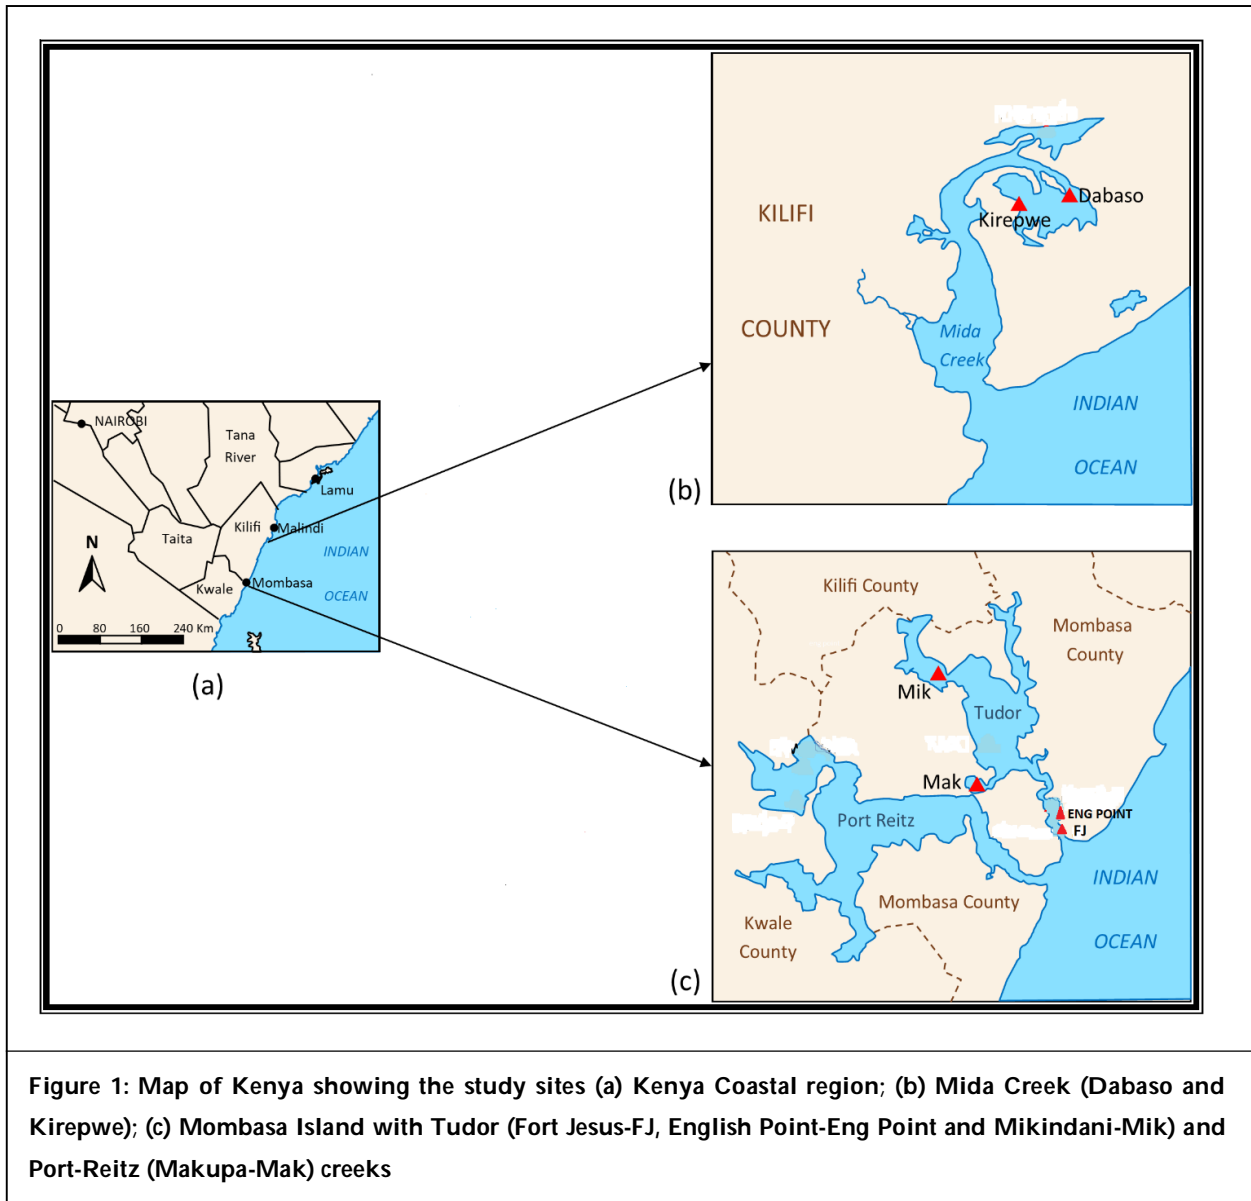 KILIFI
COUNTY
Dabaso
Kirepwe
Mida
Creek
INDIAN
OCEAN
(b)
NAIROBI
Tana
River
Lamu
Kilifi
Malindi
Taita
N
INDIAN
OCEAN
Kwale
Mombasa
0 80 160 240 Km
(a)
Kilifi County
Mombasa
County
Mik
Tudor
Mak
ENG POINT
FJ
Port Reitz
INDIAN
OCEAN
Mombasa County
Kwale
County
(c)
Figure 1: Map of Kenya showing the study sites (a) Kenya Coastal region; (b) Mida Creek (Dabaso and
Kirepwe); (c) Mombasa Island with Tudor (Fort Jesus-FJ, English Point-Eng Point and Mikindani-Mik) and
Port-Reitz (Makupa-Mak) creeks